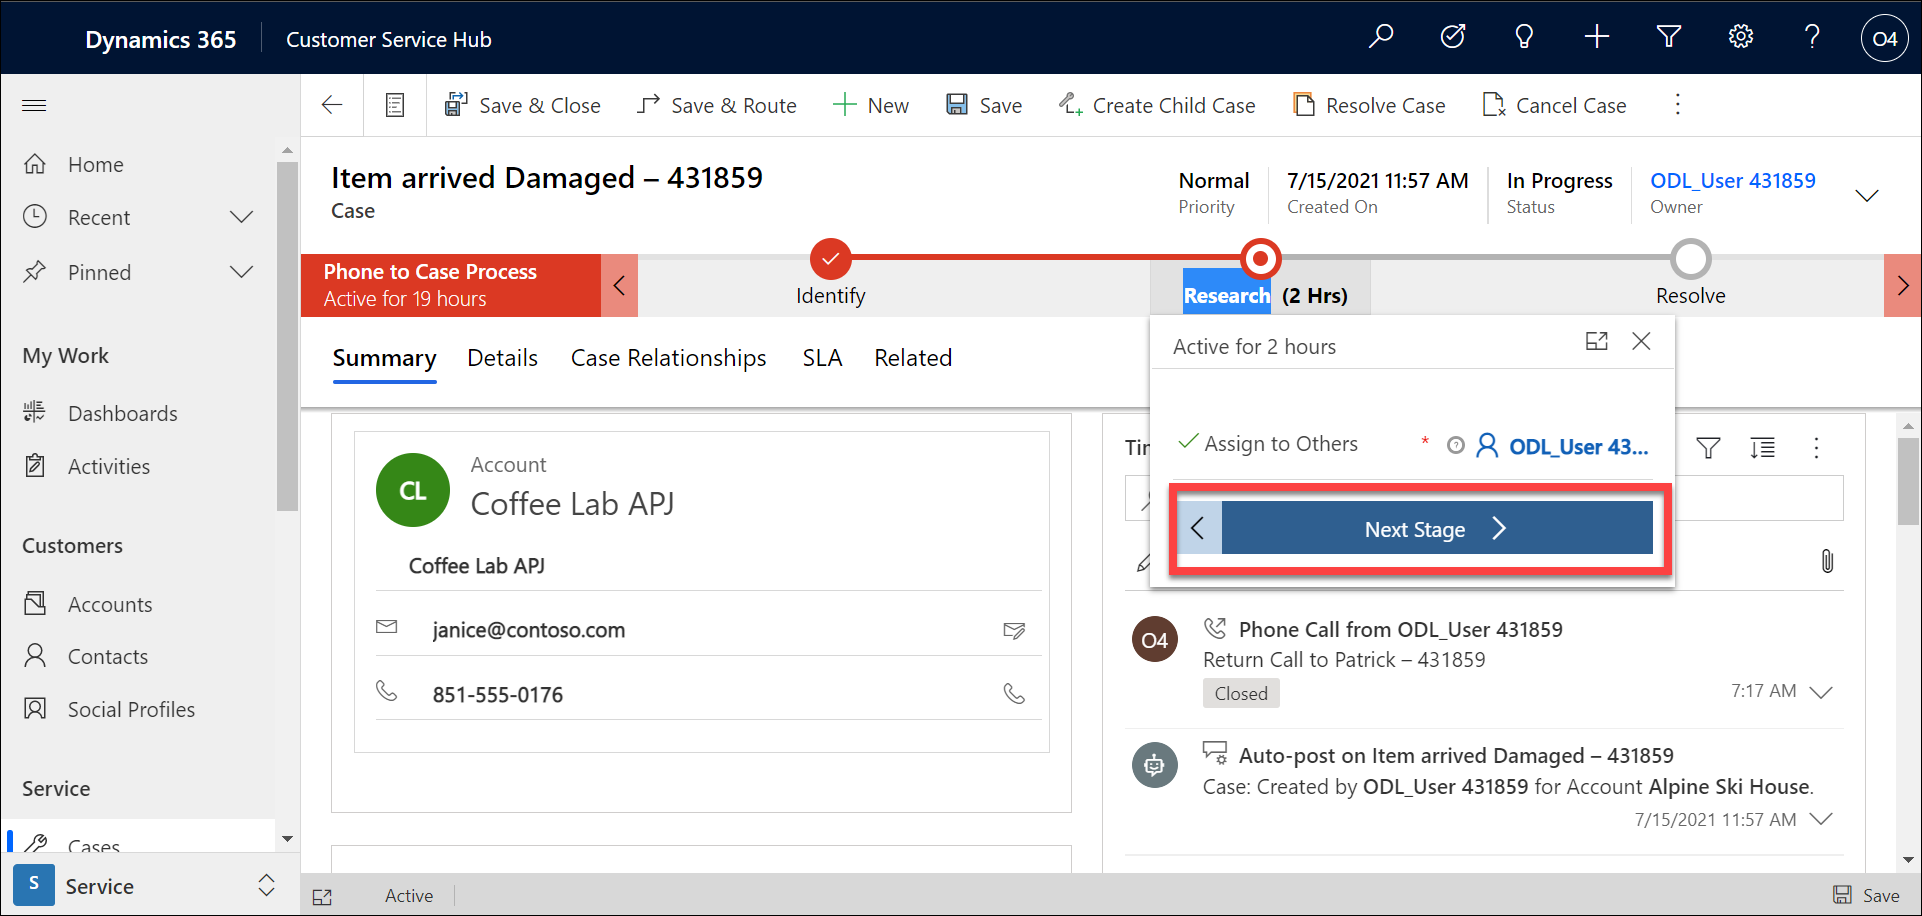 Dynamics 365
Customer Service Hub
O4
Save & Close
Save & Route
New
Save
Create Child Case
Resolve Case
Cancel Case
Home
Recent
Pinned
My Work
Dashboards
Activities
Customers
Accounts
Contacts
Social Profiles
Service
Cases
S
Service
Item arrived Damaged – 431859
Case
Normal
Priority
7/15/2021 11:57 AM
Created On
In Progress
Status
ODL_User 431859
Owner
Phone to Case Process
Active for 19 hours
Identify
Research (2 Hrs)
Resolve
Summary
Details
Case Relationships
SLA
Related
Active for 2 hours
Assign to Others
*
ODL_User 43...
Next Stage
CL
Account
Coffee Lab APJ
Coffee Lab APJ
janice@contoso.com
851-555-0176
O4
Phone Call from ODL_User 431859
Return Call to Patrick – 431859
Closed
7:17 AM
Auto-post on Item arrived Damaged – 431859
Case: Created by ODL_User 431859 for Account Alpine Ski House.
7/15/2021 11:57 AM
Active
Save